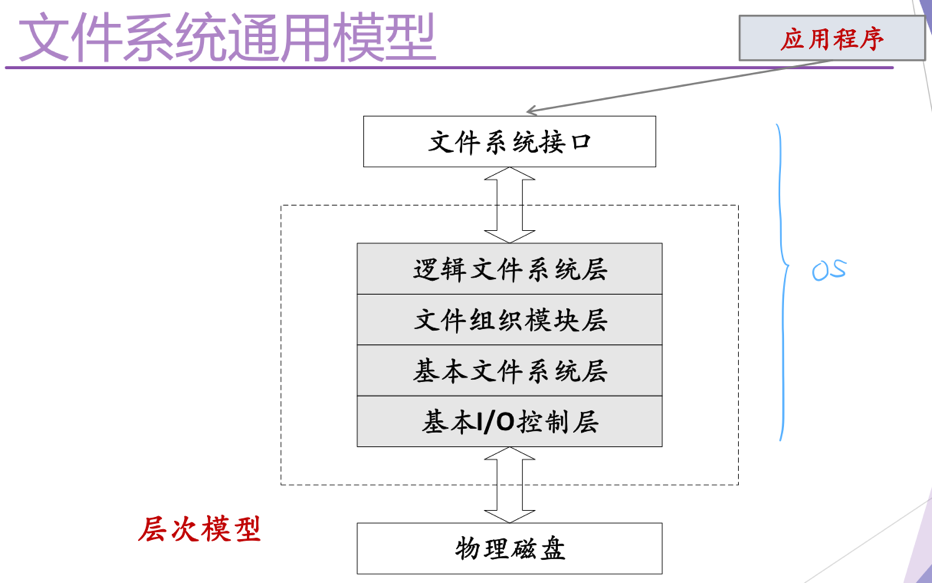 文件系统通用模型
应用程序
文件系统接口
逻辑文件系统层
文件组织模块层
基本文件系统层
基本I/O控制层
OS
层次模型
物理磁盘